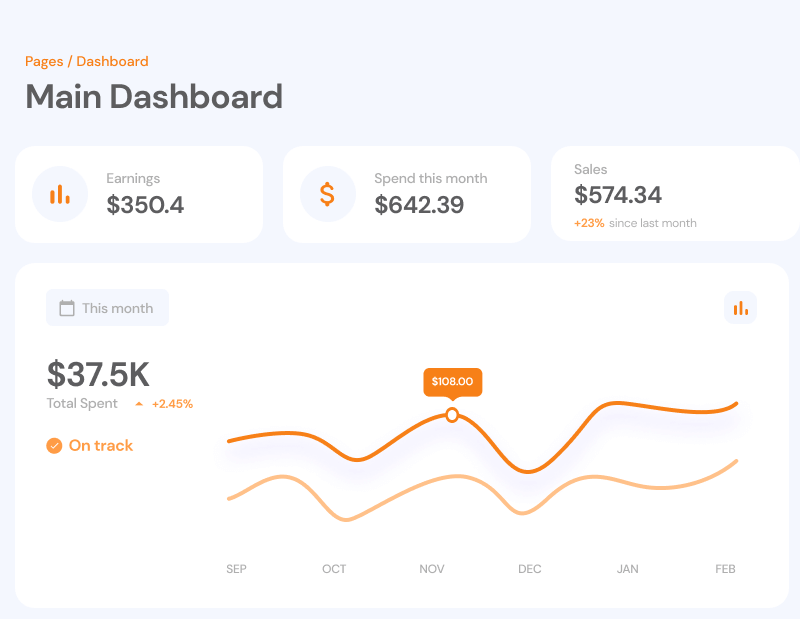 Pages / Dashboard
Main Dashboard
Earnings
$350.4
Spend this month
$642.39
Sales
$574.34
+23% since last month
This month
$37.5K
Total Spent +2.45%
On track
$108.00
SEP OCT NOV DEC JAN FEB